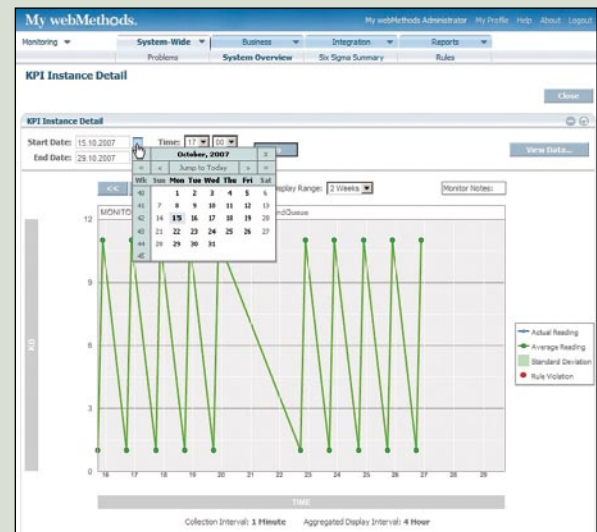 My webMethods.
My webMethods Administrator My Profile Help About Logout
Monitoring System-Wide Business Integration Reports
Problems System Overview Six Sigma Summary Rules
KPI Instance Detail
Close
KPI Instance Detail
Start Date: 15.10.2007 Time: 17 00
End Date: 29.10.2007
View Data...
October, 2007 x
« < Jump to Today > »
Wk Sun Mon Tue Wed Thu Fri Sat
40 1 2 3 4 5 6
41 7 8 9 10 11 12 13
42 14 15 16 17 18 19 20
43 21 22 23 24 25 26 27
44 28 29 30 31
45
<< Display Range: 2 Weeks Monitor Notes:
MONITO ndQueue
12
9
6
3
0
KB
16 17 18 19 20 21 22 23 24 25 26 27 28 29
TIME
Actual Reading
Average Reading
Standard Deviation
Rule Violation
Collection Interval: 1 Minute Aggregated Display Interval: 4 Hour